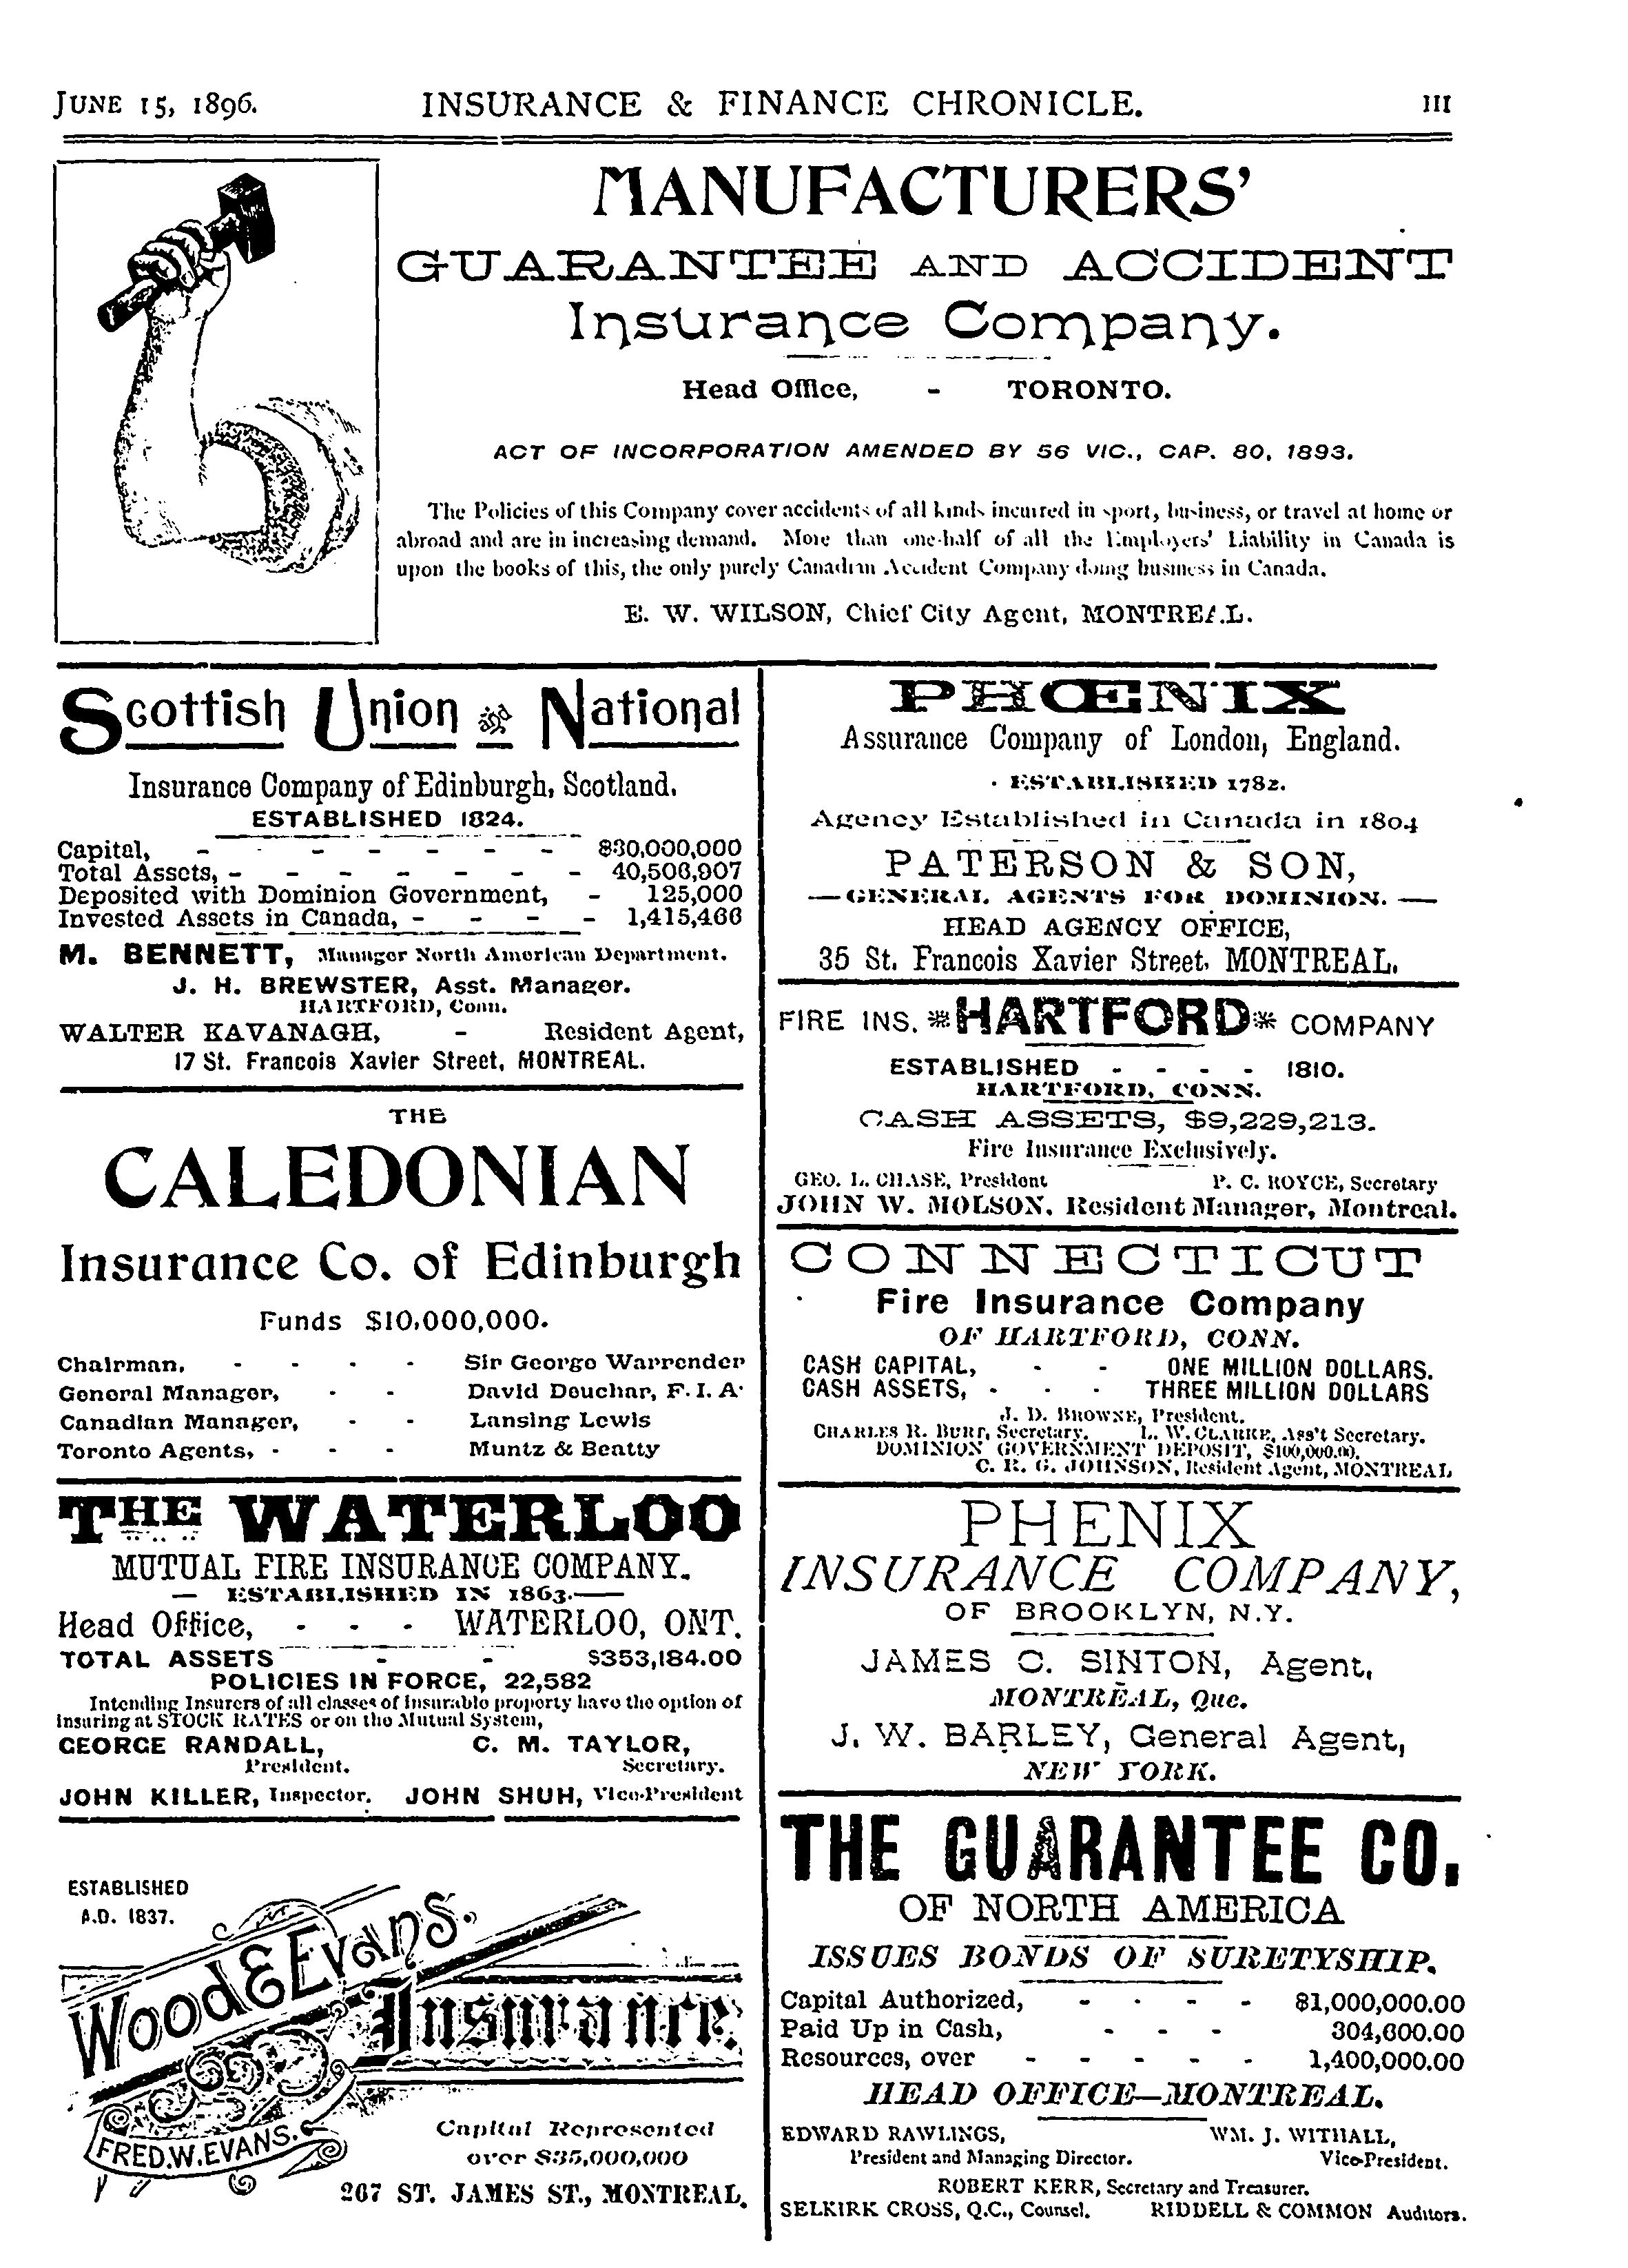 JUNE 15, 1896. INSURANCE & FINANCE CHRONICLE. III
MANUFACTURERS'
GUARANTEE AND ACCIDENT
Insurance Company.
Head Office, - TORONTO.
ACT OF INCORPORATION AMENDED BY 56 VIC., CAP. 80, 1893.
The Policies of this Company cover accidents of all kinds incurred in sport, business, or travel at home or
abroad and are in increasing demand. More than one-half of all the Employers' Liability in Canada is
upon the books of this, the only purely Canadian Accident Company doing business in Canada.
E. W. WILSON, Chief City Agent, MONTREAL.
Scottish Union and National
Insurance Company of Edinburgh, Scotland.
ESTABLISHED 1824.
Capital, - - - - - - - $30,000,000
Total Assets, - - - - - - - 40,506,907
Deposited with Dominion Government, - 125,000
Invested Assets in Canada, - - - - 1,415,466
M. BENNETT, Manager North American Department.
J. H. BREWSTER, Asst. Manager.
HARTFORD, Conn.
WALTER KAVANAGH, - Resident Agent,
17 St. Francois Xavier Street, MONTREAL.
THE
CALEDONIAN
Insurance Co. of Edinburgh
Funds $10,000,000.
Chairman, - - - - Sir George Warrender
General Manager, - - David Deuchar, F. I. A.
Canadian Manager, - - Lansing Lewis
Toronto Agents, - - - Muntz & Beatty
THE WATERLOO
MUTUAL FIRE INSURANCE COMPANY.
— ESTABLISHED IN 1863.—
Head Office, - - - WATERLOO, ONT.
TOTAL ASSETS - - $353,184.00
POLICIES IN FORCE, 22,582
Intending Insurers of all classes of insurable property have the option of
insuring at STOCK RATES or on the Mutual System,
GEORGE RANDALL, C. M. TAYLOR,
President. Secretary.
JOHN KILLER, Inspector. JOHN SHUH, Vice-President
ESTABLISHED
A.D. 1837.
Wood & Evans.
Insurance.
FRED.W.EVANS.
Capital Represented
over $35,000,000
267 ST. JAMES ST., MONTREAL.
PHŒNIX
Assurance Company of London, England.
ESTABLISHED 1782.
Agency Established in Canada in 1804
PATERSON & SON,
— GENERAL AGENTS FOR DOMINION. —
HEAD AGENCY OFFICE,
35 St. Francois Xavier Street, MONTREAL.
FIRE INS. * HARTFORD * COMPANY
ESTABLISHED - - - - 1810.
HARTFORD, CONN.
CASH ASSETS, $9,229,213.
Fire Insurance Exclusively.
GEO. L. CHASE, President P. C. ROYCE, Secretary
JOHN W. MOLSON, Resident Manager, Montreal.
CONNECTICUT
Fire Insurance Company
OF HARTFORD, CONN.
CASH CAPITAL, - - ONE MILLION DOLLARS.
CASH ASSETS, - - - THREE MILLION DOLLARS
J. D. BROWNE, President.
CHARLES R. BURT, Secretary. L. W. CLARKE, Ass't Secretary.
DOMINION GOVERNMENT DEPOSIT, $100,000.00.
C. R. G. JOHNSON, Resident Agent, MONTREAL
PHENIX
INSURANCE COMPANY,
OF BROOKLYN, N.Y.
JAMES C. SINTON, Agent,
MONTREAL, Que.
J. W. BARLEY, General Agent,
NEW YORK.
THE GUARANTEE CO.
OF NORTH AMERICA
ISSUES BONDS OF SURETYSHIP.
Capital Authorized, - - - - $1,000,000.00
Paid Up in Cash, - - - 304,600.00
Resources, over - - - - - 1,400,000.00
HEAD OFFICE—MONTREAL.
EDWARD RAWLINGS, WM. J. WITHALL,
President and Managing Director. Vice-President.
ROBERT KERR, Secretary and Treasurer.
SELKIRK CROSS, Q.C., Counsel. RIDDELL & COMMON Auditors.